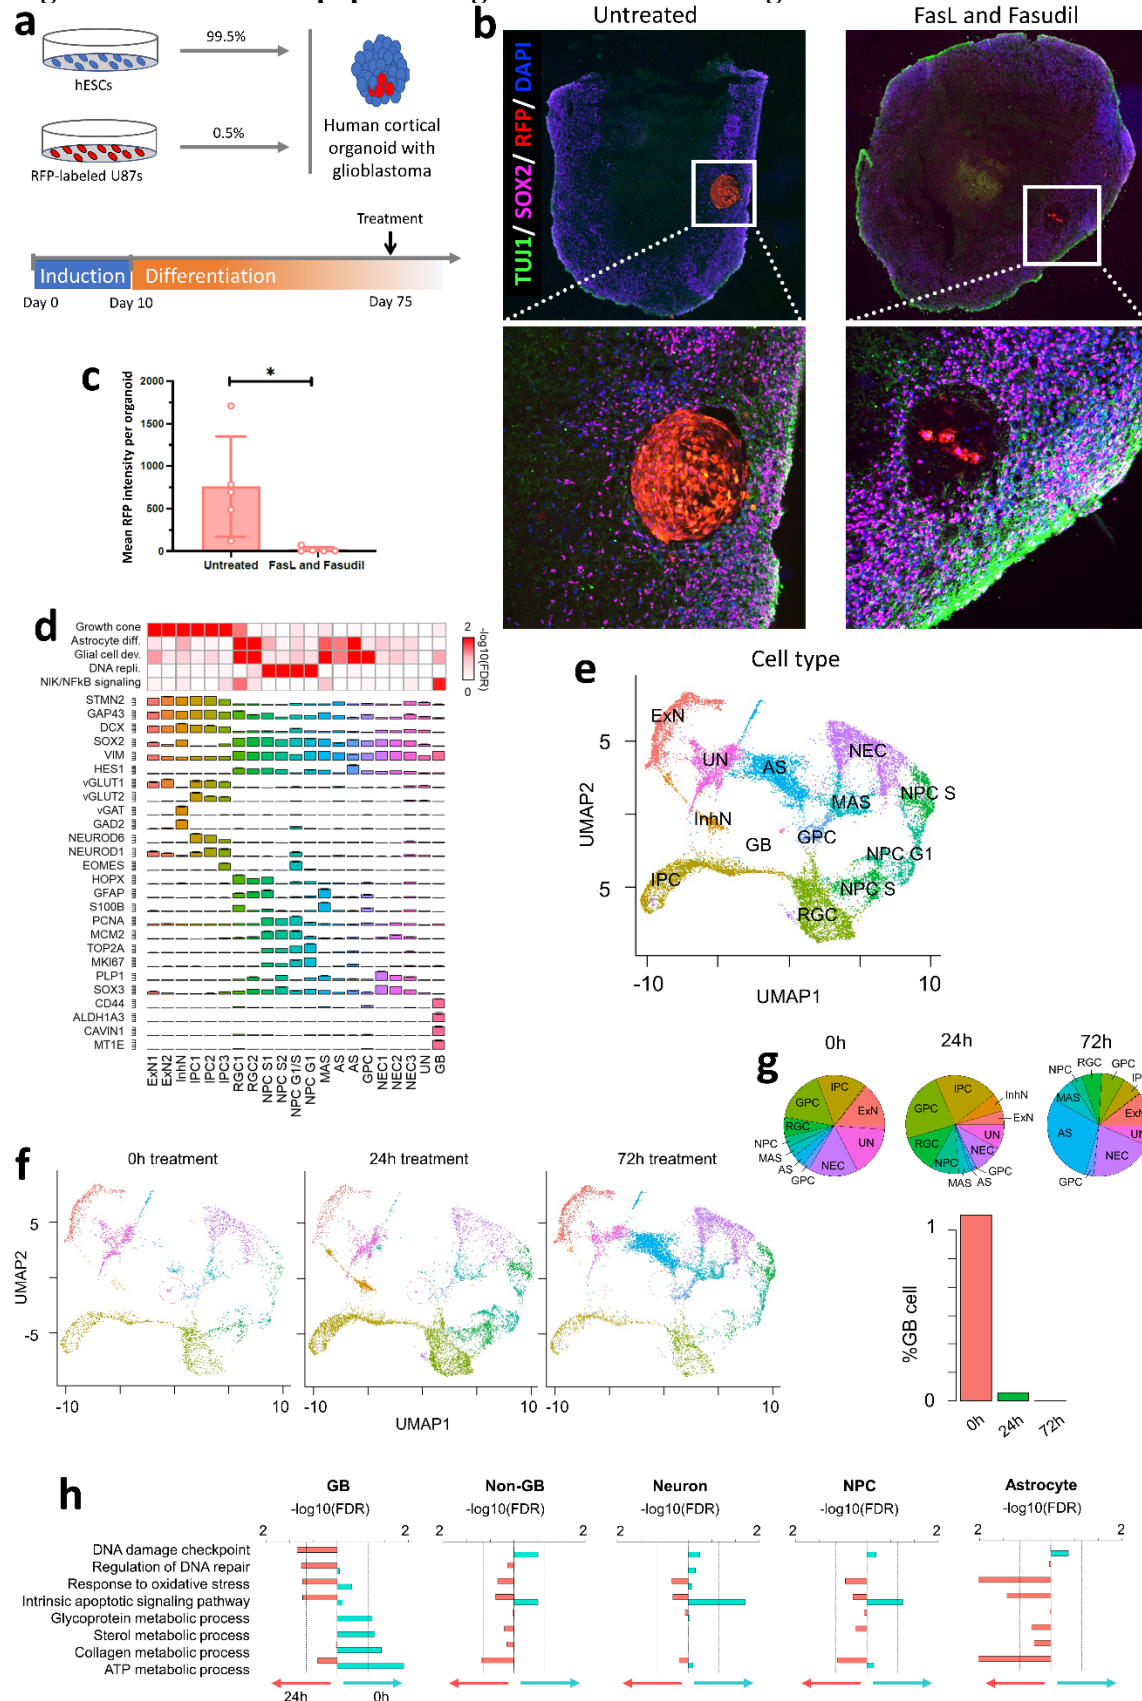 a
99.5%
hESCs
0.5%
RFP-labeled U87s
Human cortical
organoid with
glioblastoma
Treatment
Induction
Differentiation
Day 0
Day 10
Day 75
b
Untreated
FasL and Fasudil
TUJ1/ SOX2/ RFP/ DAPI
c
Mean RFP intensity per organoid
2000
1500
1000
500
0
*
Untreated
FasL and Fasudil
d
Growth cone
Astrocyte diff.
Glial cell dev.
DNA repli.
NIK/NFkB signaling
2
0
-log10(FDR)
STMN2
GAP43
DCX
SOX2
VIM
HES1
vGLUT1
vGLUT2
vGAT
GAD2
NEUROD6
NEUROD1
EOMES
HOPX
GFAP
S100B
PCNA
MCM2
TOP2A
MKI67
PLP1
SOX3
CD44
ALDH1A3
CAVIN1
MT1E
ExN1
ExN2
InhN
IPC1
IPC2
IPC3
RGC1
RGC2
NPC S1
NPC S2
NPC G1/S
NPC G1
MAS
AS
AS
GPC
NEC1
NEC2
NEC3
UN
GB
e
Cell type
UMAP2
5
5
-10
10
UMAP1
ExN
UN
AS
NEC
MAS
NPC S
InhN
GB
GPC
NPC G1
IPC
NPC S
RGC
f
0h treatment
24h treatment
72h treatment
UMAP2
5
-5
-10
10
-10
10
-10
10
UMAP1
g
0h
24h
72h
IPC
ExN
UN
NEC
GPC
AS
MAS
NPC
RGC
GPC
IPC
InhN
ExN
UN
NEC
GPC
AS
MAS
NPC
RGC
GPC
RGC
GPC
NPC
MAS
AS
GPC
NEC
UN
ExN
%GB cell
1
0
0h
24h
72h
h
GB
Non-GB
Neuron
NPC
Astrocyte
-log10(FDR)
-log10(FDR)
-log10(FDR)
-log10(FDR)
-log10(FDR)
2
2
2
2
2
2
2
2
2
2
DNA damage checkpoint
Regulation of DNA repair
Response to oxidative stress
Intrinsic apoptotic signaling pathway
Glycoprotein metabolic process
Sterol metabolic process
Collagen metabolic process
ATP metabolic process
24h
0h